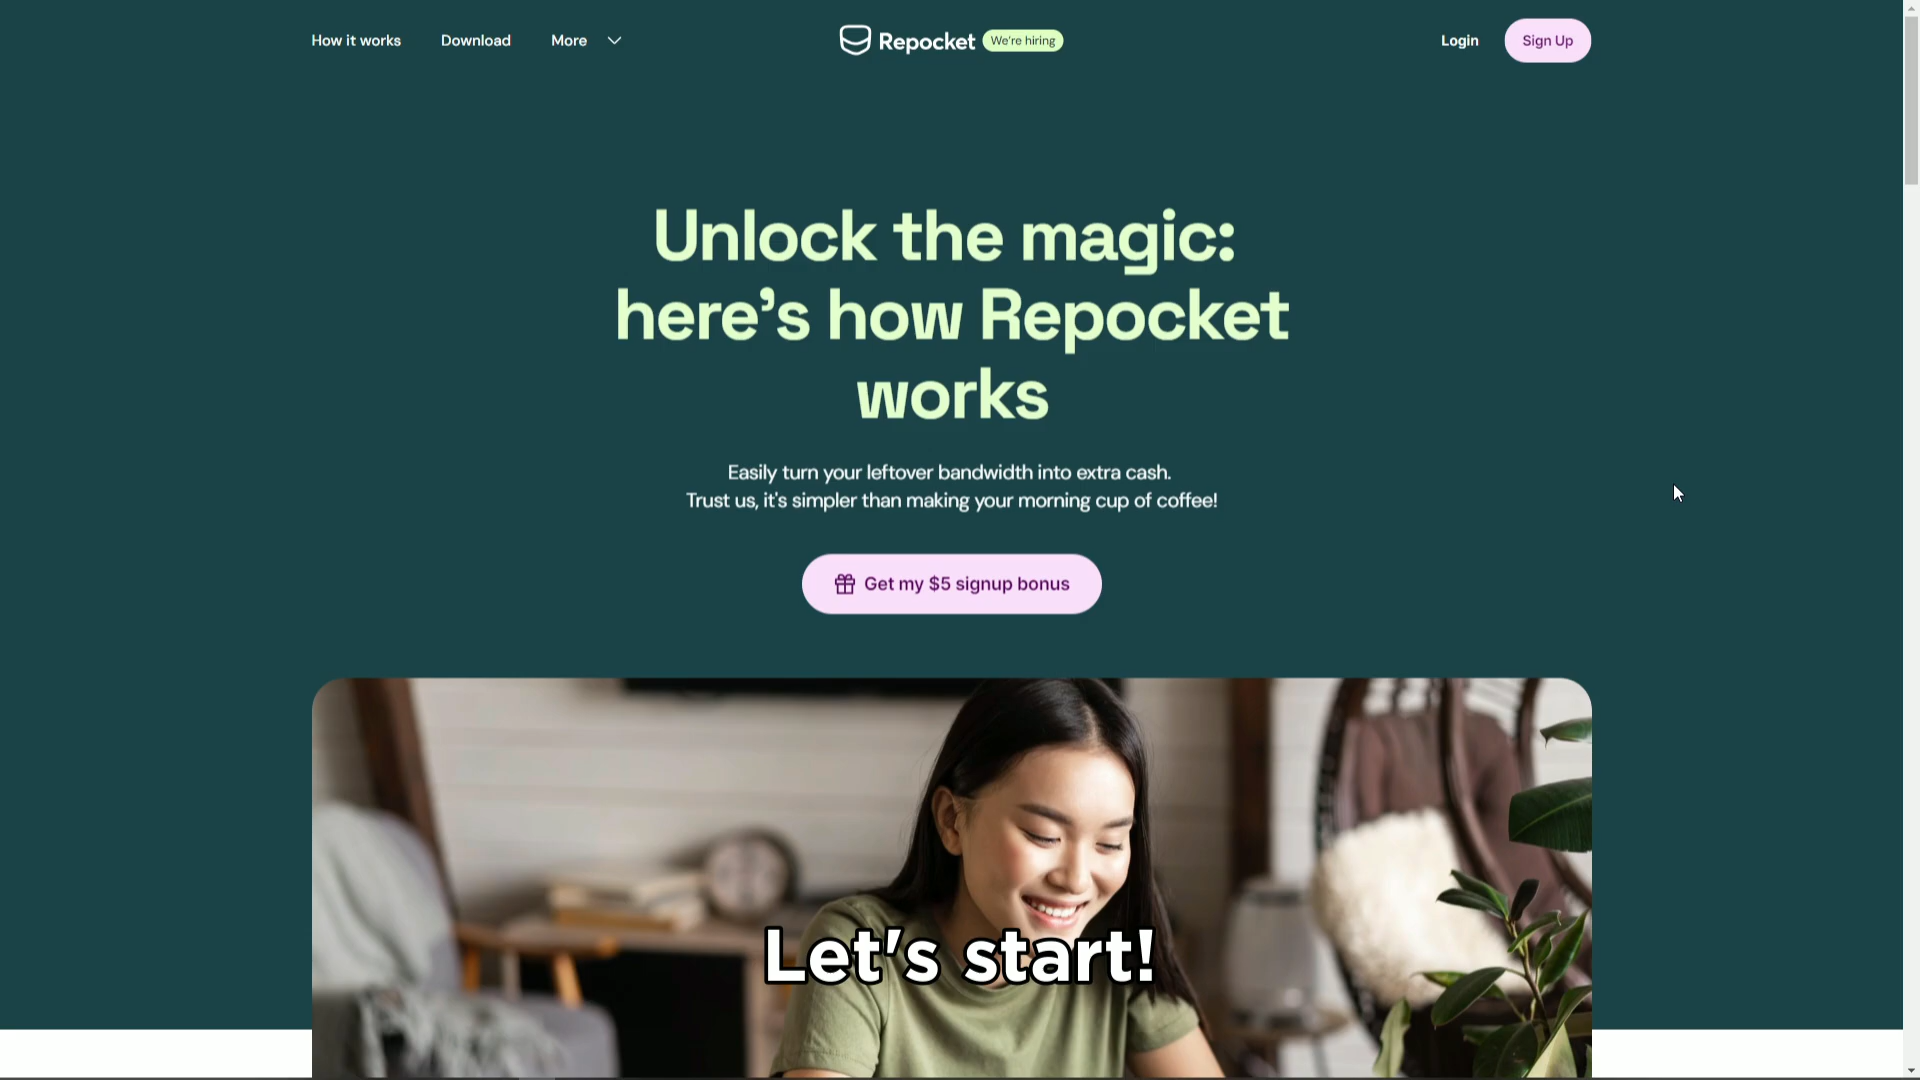 How it works
Download
More
Repocket
We're hiring
Login
Sign Up
Unlock the magic:
here’s how Repocket
works
Easily turn your leftover bandwidth into extra cash.
Trust us, it's simpler than making your morning cup of coffee!
Get my $5 signup bonus
Let's start!